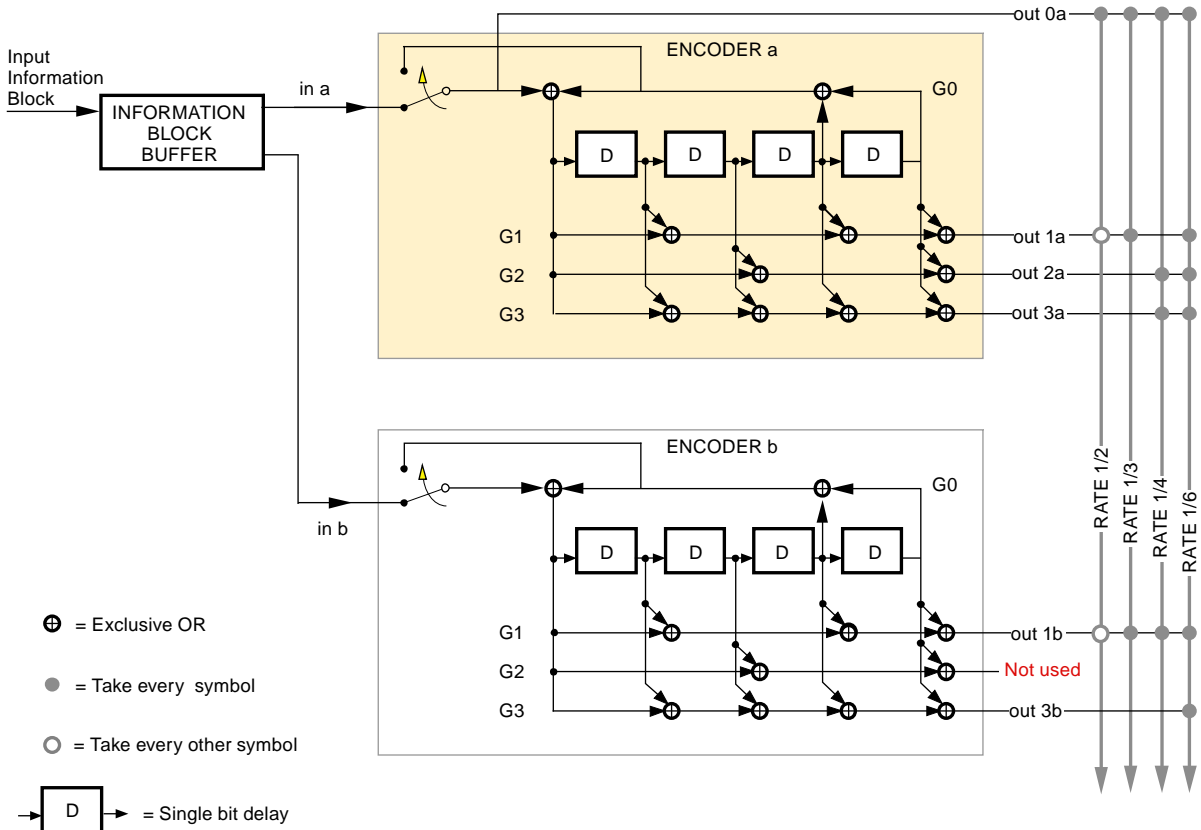 out 0a
ENCODER a
Input
Information
Block
in a
INFORMATION
BLOCK
BUFFER
G0
D D D D
G1
out 1a
G2
out 2a
G3
out 3a
ENCODER b
G0
in b
D D D D
G1
out 1b
G2
Not used
G3
out 3b
RATE 1/2
RATE 1/3
RATE 1/4
RATE 1/6
= Exclusive OR
= Take every symbol
= Take every other symbol
D = Single bit delay